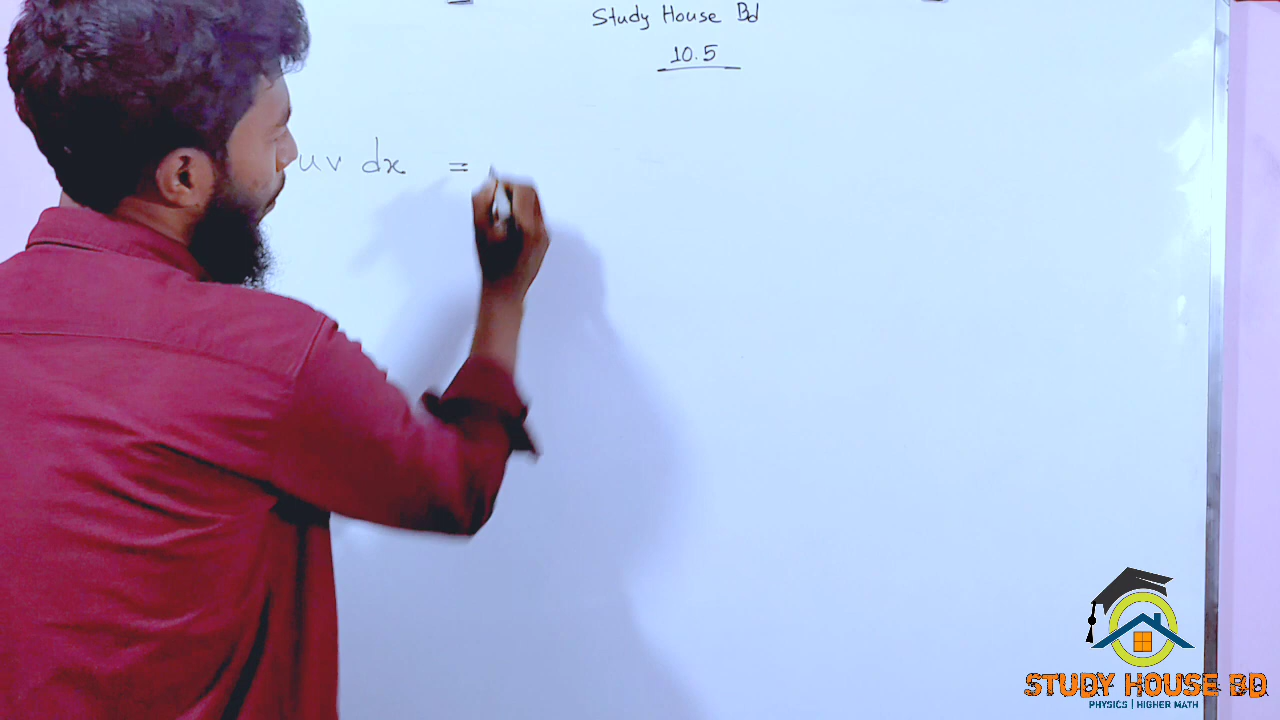 Study House Bd
10.5
uv dx =
STUDY HOUSE BD
PHYSICS | HIGHER MATH